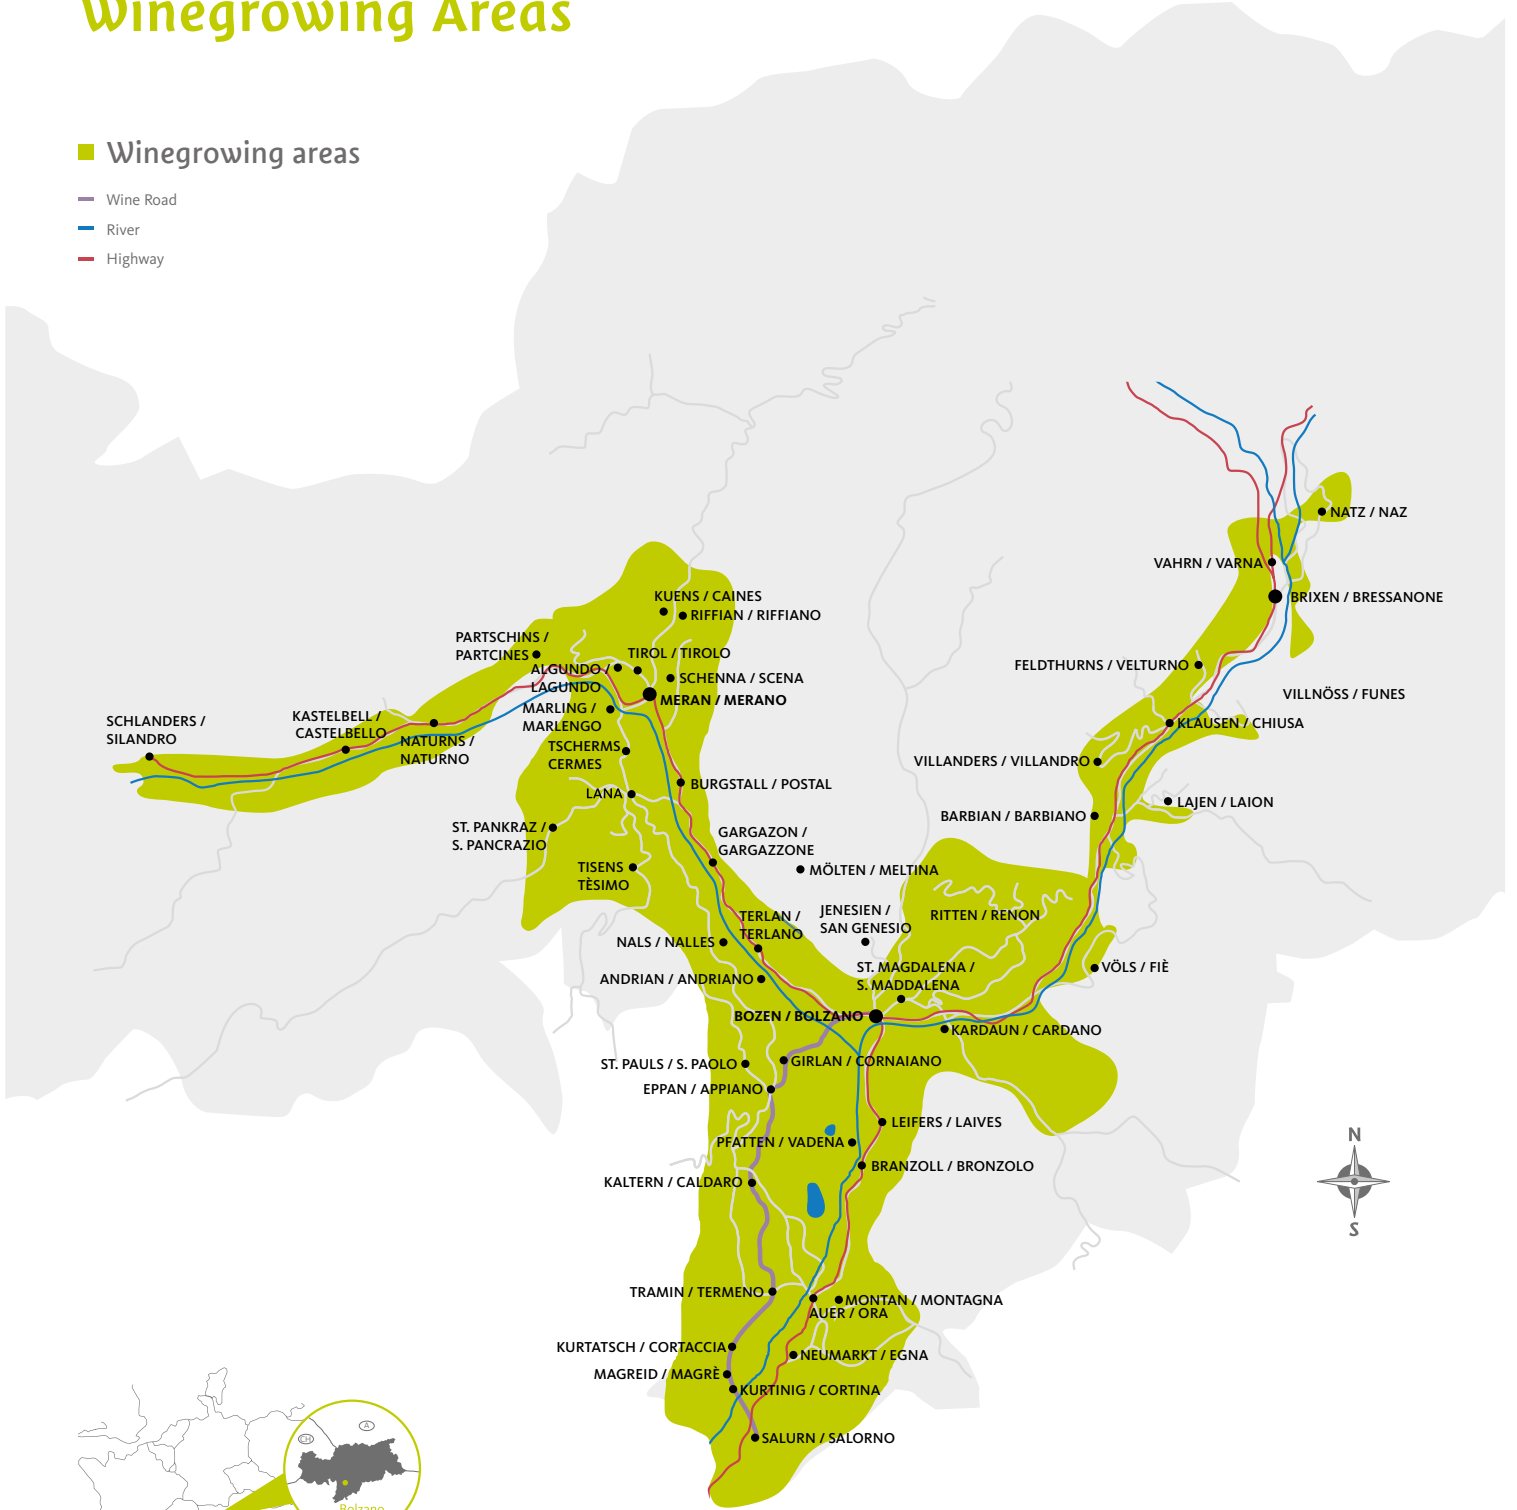 Winegrowing Areas
Winegrowing areas
Wine Road
River
Highway
NATZ / NAZ
VAHRN / VARNA
BRIXEN / BRESSANONE
KUENS / CAINES
RIFFIAN / RIFFIANO
PARTSCHINS /
PARTCINES
TIROL / TIROLO
ALGUNDO /
LAGUNDO
SCHENNA / SCENA
FELDTHURNS / VELTURNO
VILLNÖSS / FUNES
MERAN / MERANO
MARLING /
MARLENGO
SCHLANDERS /
SILANDRO
KASTELBELL /
CASTELBELLO
NATURNS /
NATURNO
KLAUSEN / CHIUSA
TSCHERMS
CERMES
VILLANDERS / VILLANDRO
BURGSTALL / POSTAL
LANA
LAJEN / LAION
BARBIAN / BARBIANO
ST. PANKRAZ /
S. PANCRAZIO
GARGAZON /
GARGAZZONE
TISENS
TÈSIMO
MÖLTEN / MELTINA
TERLAN /
TERLANO
JENESIEN /
SAN GENESIO
RITTEN / RENON
NALS / NALLES
ST. MAGDALENA /
S. MADDALENA
VÖLS / FIÈ
ANDRIAN / ANDRIANO
BOZEN / BOLZANO
KARDAUN / CARDANO
ST. PAULS / S. PAOLO
GIRLAN / CORNAIANO
EPPAN / APPIANO
LEIFERS / LAIVES
PFATTEN / VADENA
BRANZOLL / BRONZOLO
KALTERN / CALDARO
N
S
TRAMIN / TERMENO
MONTAN / MONTAGNA
AUER / ORA
KURTATSCH / CORTACCIA
NEUMARKT / EGNA
MAGREID / MAGRÈ
KURTINIG / CORTINA
SALURN / SALORNO
A
CH
Bolzano